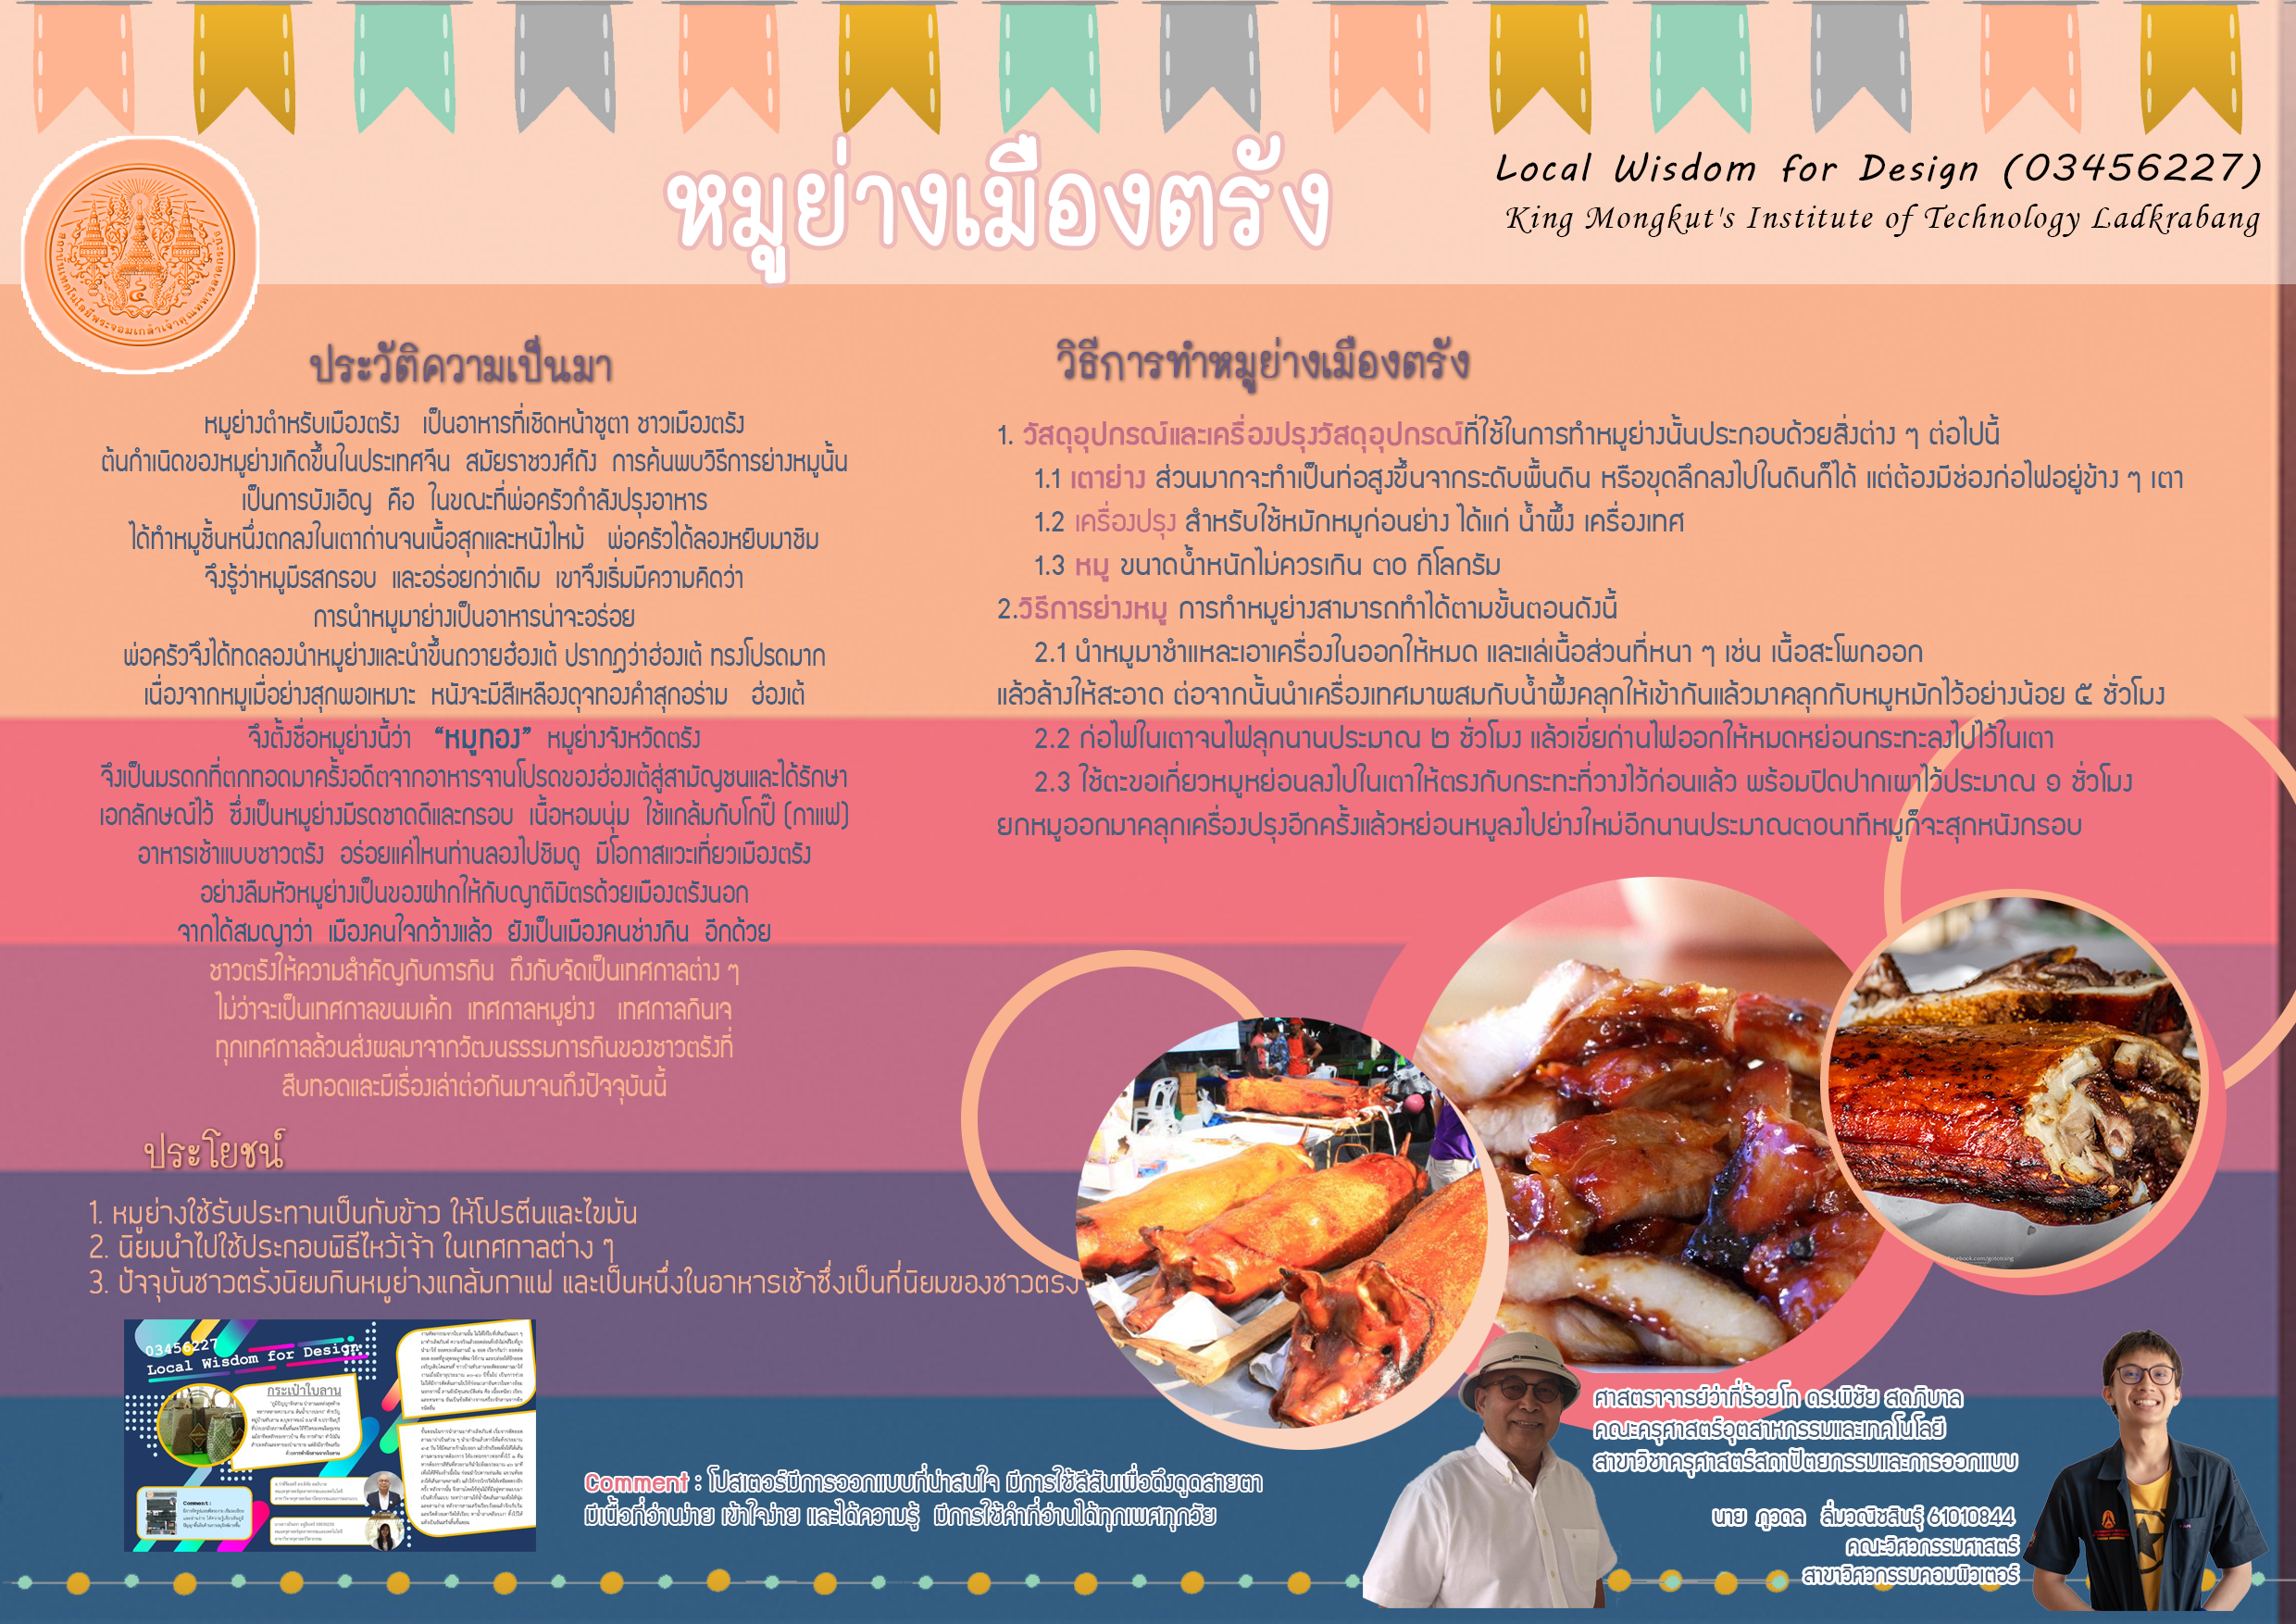 หมูย่างเมืองตรัง
Local Wisdom for Design (03456227)
King Mongkut's Institute of Technology Ladkrabang
สถาบันเทคโนโลยีพระจอมเกล้าเจ้าคุณทหารลาดกระบัง
ประวัติความเป็นมา
หมูย่างตำหรับเมืองตรัง เป็นอาหารที่เชิดหน้าชูตา ชาวเมืองตรัง
ต้นกำเนิดของหมูย่างเกิดขึ้นในประเทศจีน สมัยราชวงศ์ถัง การค้นพบวิธีการย่างหมูนั้น
เป็นการบังเอิญ คือ ในขณะที่พ่อครัวกำลังปรุงอาหาร
ได้ทำหมูชิ้นหนึ่งตกลงในเตาถ่านจนเนื้อสุกและหนังไหม้ พ่อครัวได้ลองหยิบมาชิม
จึงรู้ว่าหมูมีรสกรอบ และอร่อยกว่าเดิม เขาจึงเริ่มมีความคิดว่า
การนำหมูมาย่างเป็นอาหารน่าจะอร่อย
พ่อครัวจึงได้ทดลองนำหมูย่างและนำขึ้นถวายฮ๋องเต้ ปรากฏว่าฮ่องเต้ ทรงโปรดมาก
เนื่องจากหมูเมื่อย่างสุกพอเหมาะ หนังจะมีสีเหลืองดุจทองคำสุกอร่าม ฮ่องเต้
จึงตั้งชื่อหมูย่างนี้ว่า “หมูทอง” หมูย่างจังหวัดตรัง
จึงเป็นมรดกที่ตกทอดมาครั้งอดีตจากอาหารจานโปรดของฮ่องเต้สู่สามัญชนและได้รักษา
เอกลักษณ์ไว้ ซึ่งเป็นหมูย่างมีรดชาดดีและกรอบ เนื้อหอมนุ่ม ใช้แกล้มกับโกปี๊ (กาแฟ)
อาหารเช้าแบบชาวตรัง อร่อยแค่ไหนท่านลองไปชิมดู มีโอกาสแวะเที่ยวเมืองตรัง
อย่างลืมหัวหมูย่างเป็นของฝากให้กับญาติมิตรด้วยเมืองตรังนอก
จากได้สมญาว่า เมืองคนใจกว้างแล้ว ยังเป็นเมืองคนช่างกิน อีกด้วย
ชาวตรังให้ความสำคัญกับการกิน ถึงกับจัดเป็นเทศกาลต่าง ๆ
ไม่ว่าจะเป็นเทศกาลขนมเค้ก เทศกาลหมูย่าง เทศกาลกินเจ
ทุกเทศกาลล้วนส่งผลมาจากวัฒนธรรมการกินของชาวตรังที่
สืบทอดและมีเรื่องเล่าต่อกันมาจนถึงปัจจุบันนี้
ประโยชน์
1. หมูย่างใช้รับประทานเป็นกับข้าว ให้โปรตีนและไขมัน
2. นิยมนำไปใช้ประกอบพิธีไหว้เจ้า ในเทศกาลต่าง ๆ
3. ปัจจุบันชาวตรังนิยมกินหมูย่างแกล้มกาแฟ และเป็นหนึ่งในอาหารเช้าซึ่งเป็นที่นิยมของชาวตรัง
วิธีการทำหมูย่างเมืองตรัง
1. วัสดุอุปกรณ์และเครื่องปรุงวัสดุอุปกรณ์ที่ใช้ในการทำหมูย่างนั้นประกอบด้วยสิ่งต่าง ๆ ต่อไปนี้
1.1 เตาย่าง ส่วนมากจะทำเป็นท่อสูงขึ้นจากระดับพื้นดิน หรือขุดลึกลงไปในดินก็ได้ แต่ต้องมีช่องก่อไฟอยู่ข้าง ๆ เตา
1.2 เครื่องปรุง สำหรับใช้หมักหมูก่อนย่าง ได้แก่ น้ำผึ้ง เครื่องเทศ
1.3 หมู ขนาดน้ำหนักไม่ควรเกิน ๓๐ กิโลกรัม
2.วิธีการย่างหมู การทำหมูย่างสามารถทำได้ตามขั้นตอนดังนี้
2.1 นำหมูมาชำแหละเอาเครื่องในออกให้หมด และแล่เนื้อส่วนที่หนา ๆ เช่น เนื้อสะโพกออก
แล้วล้างให้สะอาด ต่อจากนั้นนำเครื่องเทศมาผสมกับน้ำผึ้งคลุกให้เข้ากันแล้วมาคลุกกับหมูหมักไว้อย่างน้อย ๕ ชั่วโมง
2.2 ก่อไฟในเตาจนไฟลุกนานประมาณ ๒ ชั่วโมง แล้วเขี่ยถ่านไฟออกให้หมดหย่อนกระทะลงไปไว้ในเตา
2.3 ใช้ตะขอเกี่ยวหมูหย่อนลงไปในเตาให้ตรงกับกระทะที่วางไว้ก่อนแล้ว พร้อมปิดปากเผาไว้ประมาณ ๑ ชั่วโมง
ยกหมูออกมาคลุกเครื่องปรุงอีกครั้งแล้วหย่อนหมูลงไปย่างใหม่อีกนานประมาณ๓๐นาทีหมูก็จะสุกหนังกรอบ
03456227
Local Wisdom for Design
กระเป๋าใบลาน
Comment:
Comment : โปสเตอร์มีการออกแบบที่น่าสนใจ มีการใช้สีสันเพื่อดึงดูดสายตา
มีเนื้อที่อ่านง่าย เข้าใจง่าย และได้ความรู้ มีการใช้คำที่อ่านได้ทุกเพศทุกวัย
ศาสตราจารย์ว่าที่ร้อยโท ดร.พิชัย สดภิบาล
คณะครุศาสตร์อุตสาหกรรมและเทคโนโลยี
สาขาวิชาครุศาสตร์สถาปัตยกรรมและการออกแบบ
นาย ภูวดล ลิ่มวณิชสินธุ์ 61010844
คณะวิศวกรรมศาสตร์
สาขาวิศวกรรมคอมพิวเตอร์